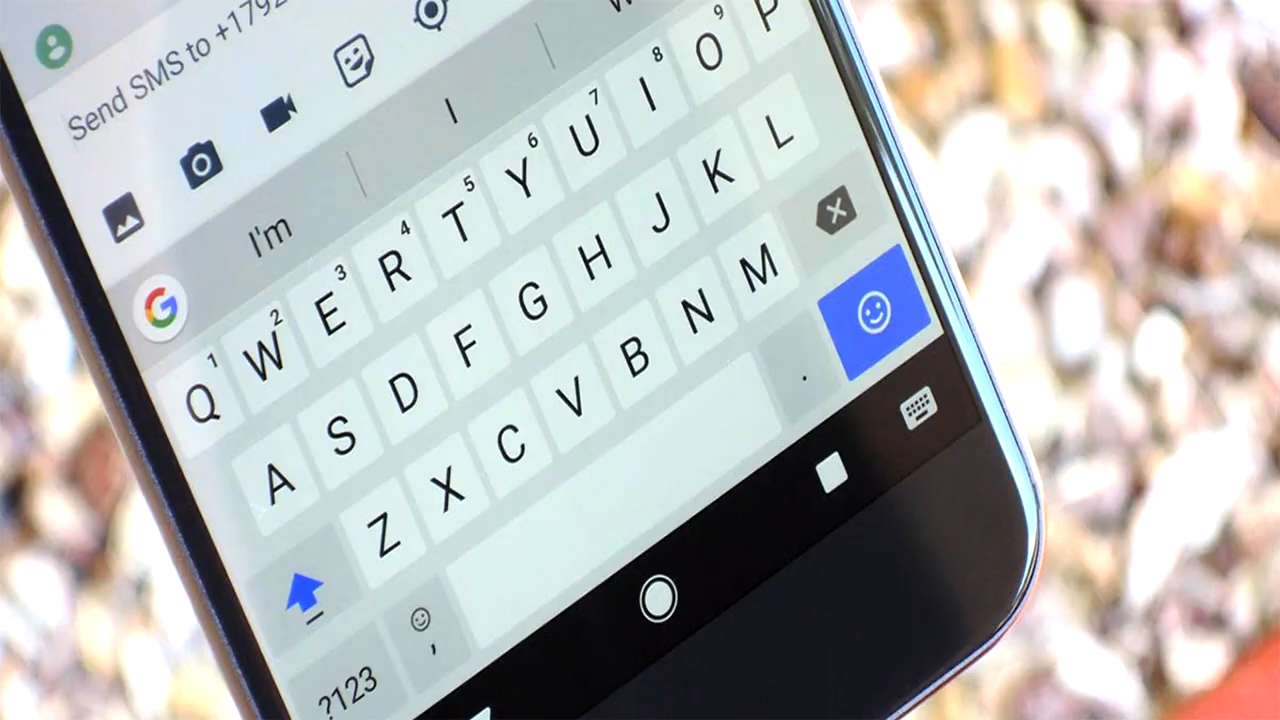 Send SMS to +1792
I'm I
Q 1 W 2 E 3 R 4 T 5 Y 6 U 7 I 8 O 9 P
A S D F G H J K L
Z X C V B N M
?123 , .
G